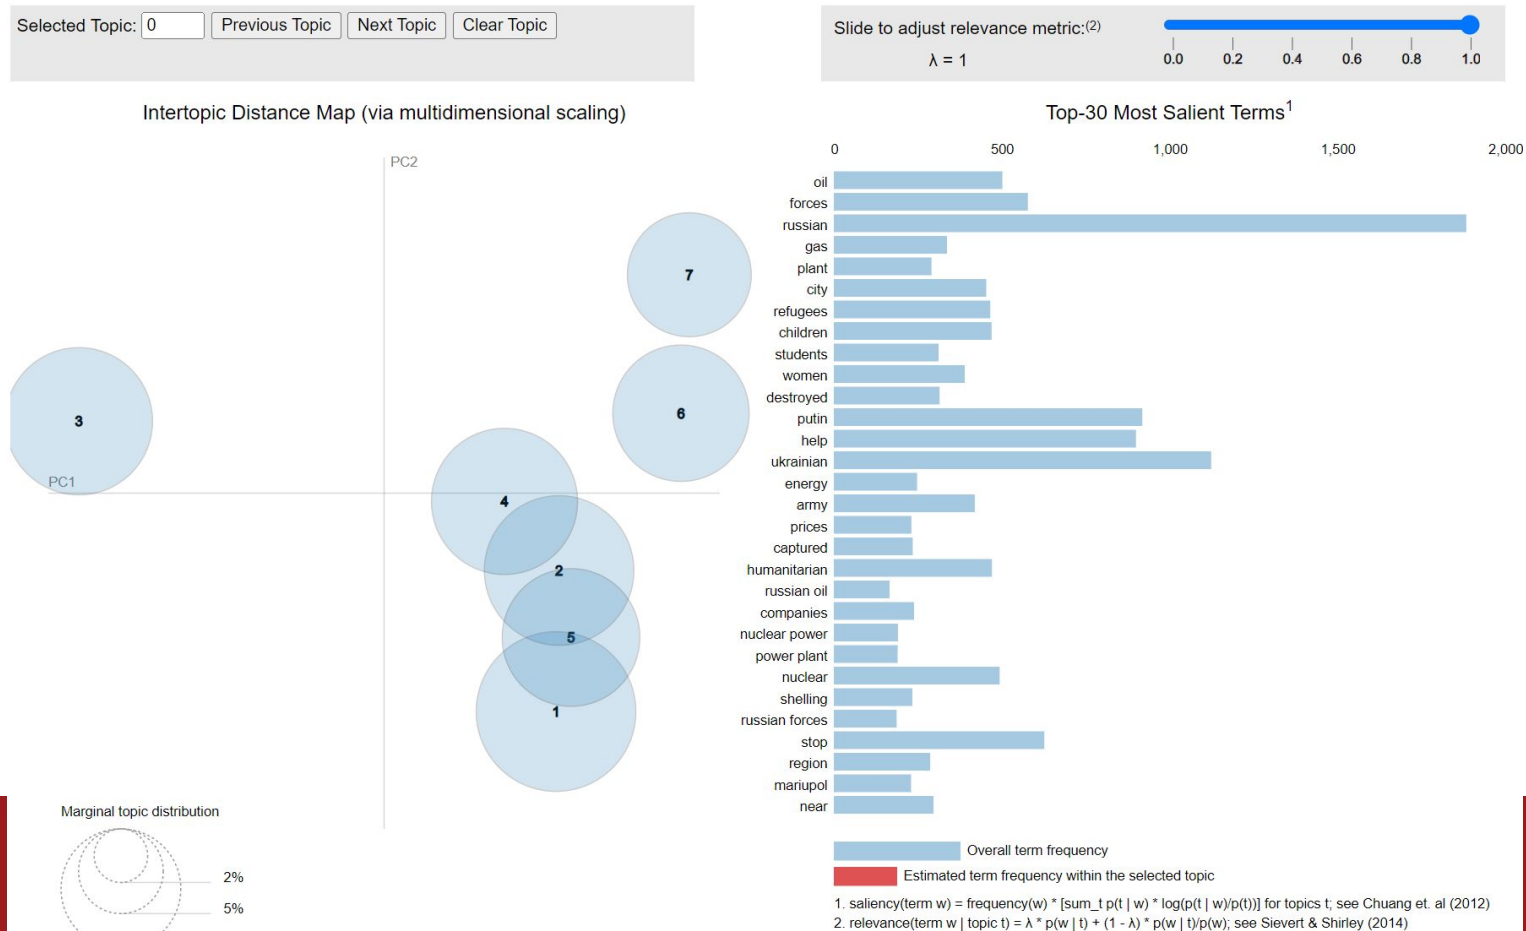 Selected Topic: 0 Previous Topic Next Topic Clear Topic
Slide to adjust relevance metric:(2)
λ = 1
0.0 0.2 0.4 0.6 0.8 1.0
Intertopic Distance Map (via multidimensional scaling)
PC2
PC1
7
3
6
4
2
5
1
Marginal topic distribution
2%
5%
Top-30 Most Salient Terms1
0 500 1,000 1,500 2,000
oil
forces
russian
gas
plant
city
refugees
children
students
women
destroyed
putin
help
ukrainian
energy
army
prices
captured
humanitarian
russian oil
companies
nuclear power
power plant
nuclear
shelling
russian forces
stop
region
mariupol
near
Overall term frequency
Estimated term frequency within the selected topic
1. saliency(term w) = frequency(w) * [sum_t p(t | w) * log(p(t | w)/p(t))] for topics t; see Chuang et. al (2012)
2. relevance(term w | topic t) = λ * p(w | t) + (1 - λ) * p(w | t)/p(w); see Sievert & Shirley (2014)